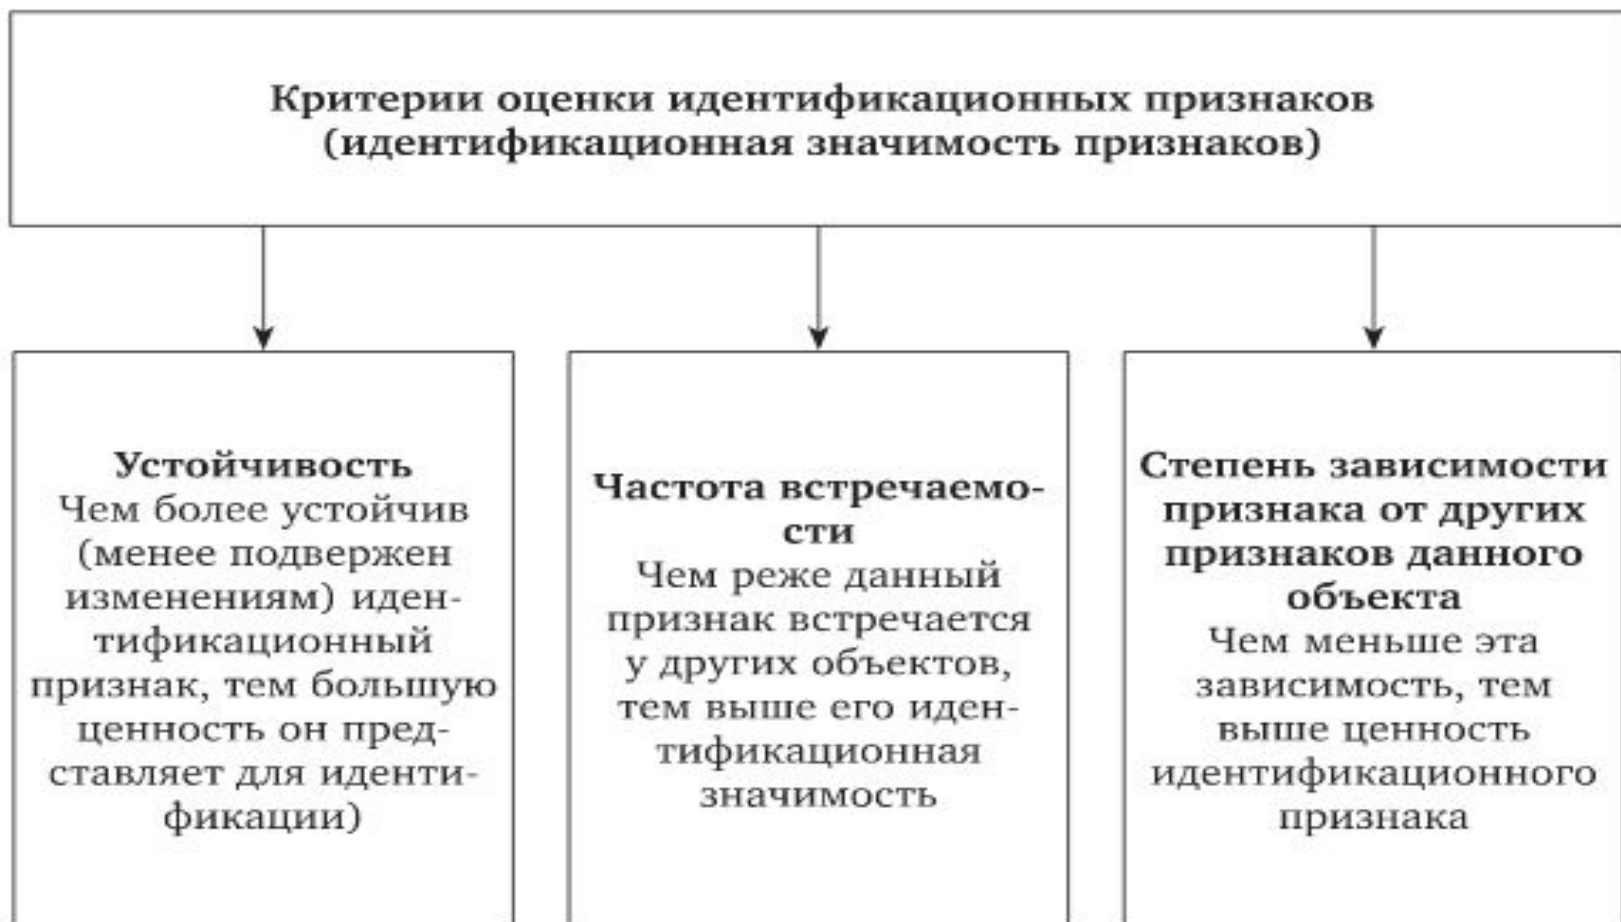 Критерии оценки идентификационных признаков
(идентификационная значимость признаков)
Устойчивость
Чем более устойчив
(менее подвержен
изменениям) иден-
тификационный
признак, тем большую
ценность он пред-
ставляет для иденти-
фикации)
Частота встречаемо-
сти
Чем реже данный
признак встречается
у других объектов,
тем выше его иден-
тификационная
значимость
Степень зависимости
признака от других
признаков данного
объекта
Чем меньше эта
зависимость, тем
выше ценность
идентификационного
признака